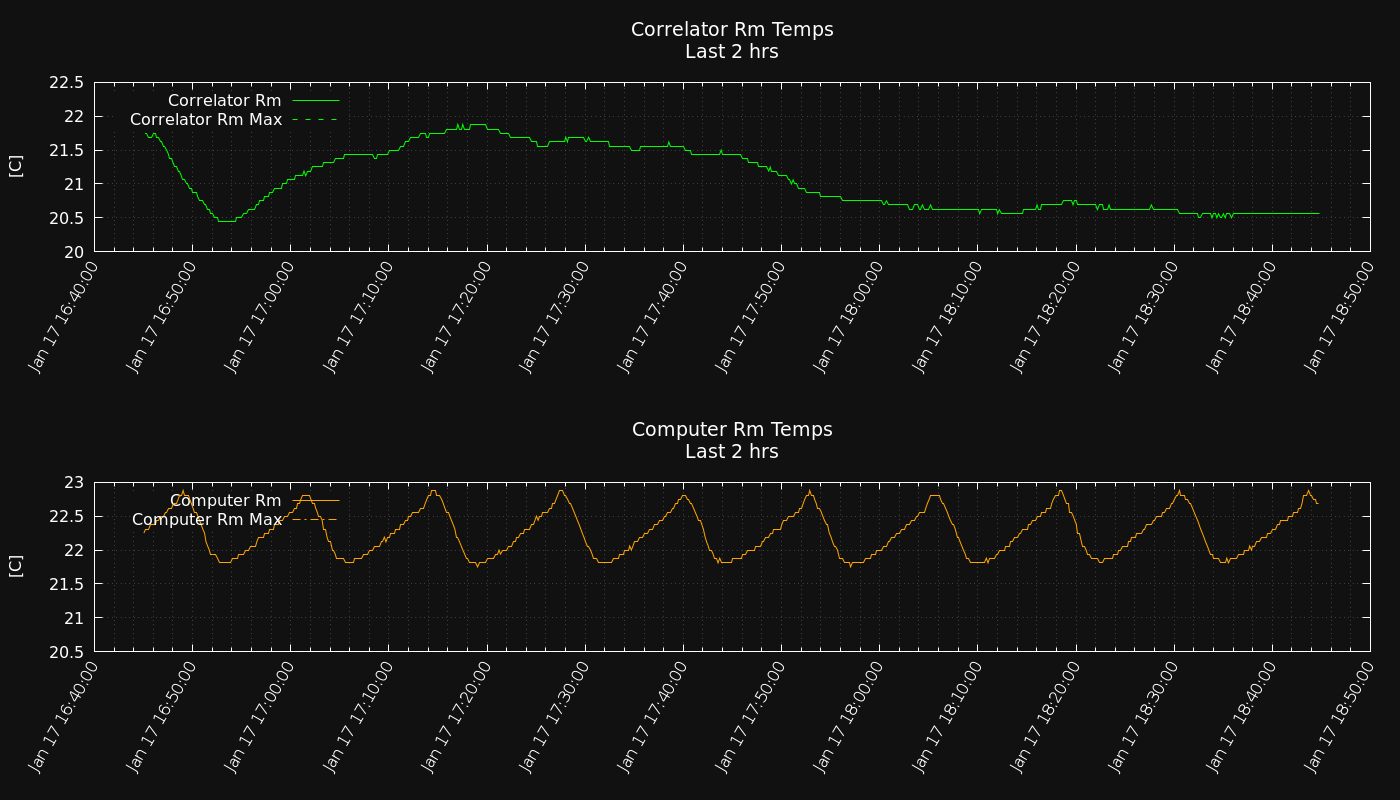 Correlator Rm Temps
Last 2 hrs
22.5
22
21.5
21
20.5
20
[C]
Correlator Rm
Correlator Rm Max
Jan 17 16:40:00
Jan 17 16:50:00
Jan 17 17:00:00
Jan 17 17:10:00
Jan 17 17:20:00
Jan 17 17:30:00
Jan 17 17:40:00
Jan 17 17:50:00
Jan 17 18:00:00
Jan 17 18:10:00
Jan 17 18:20:00
Jan 17 18:30:00
Jan 17 18:40:00
Jan 17 18:50:00
Computer Rm Temps
Last 2 hrs
23
22.5
22
21.5
21
20.5
[C]
Computer Rm
Computer Rm Max
Jan 17 16:40:00
Jan 17 16:50:00
Jan 17 17:00:00
Jan 17 17:10:00
Jan 17 17:20:00
Jan 17 17:30:00
Jan 17 17:40:00
Jan 17 17:50:00
Jan 17 18:00:00
Jan 17 18:10:00
Jan 17 18:20:00
Jan 17 18:30:00
Jan 17 18:40:00
Jan 17 18:50:00